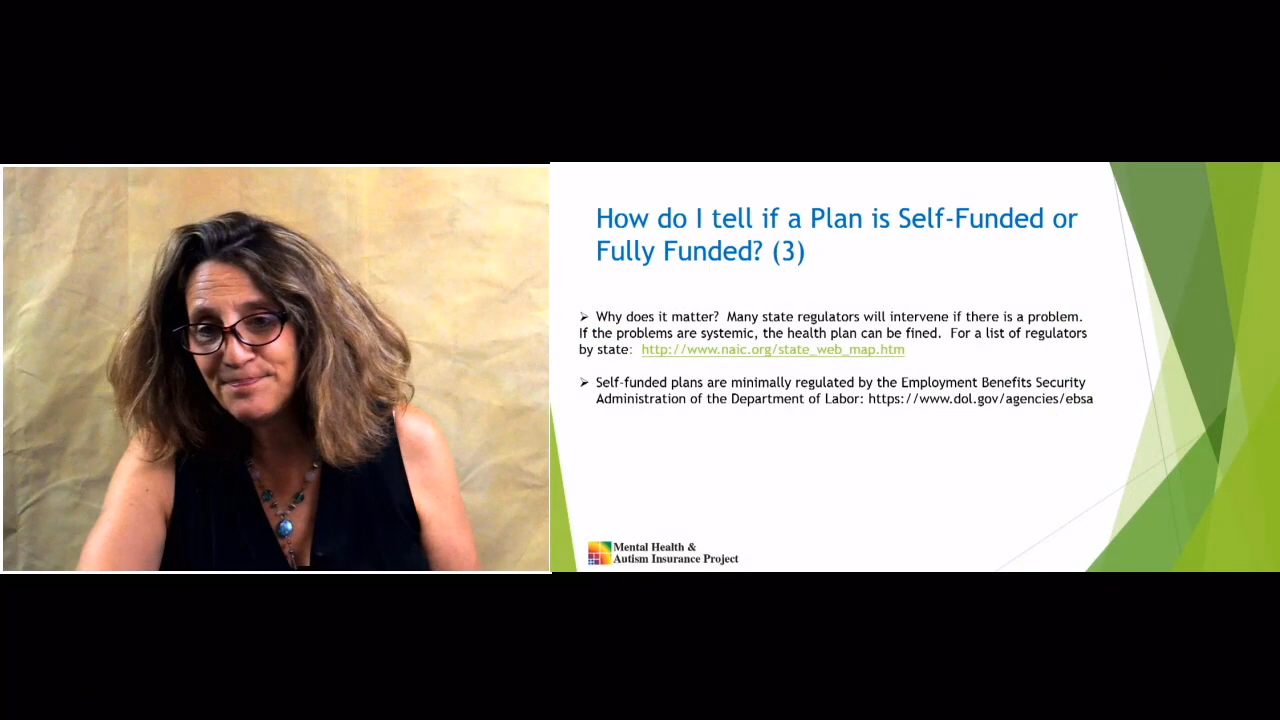 How do I tell if a Plan is Self-Funded or
Fully Funded? (3)
➢ Why does it matter? Many state regulators will intervene if there is a problem.
If the problems are systemic, the health plan can be fined. For a list of regulators
by state: http://www.naic.org/state_web_map.htm
➢ Self-funded plans are minimally regulated by the Employment Benefits Security
Administration of the Department of Labor: https://www.dol.gov/agencies/ebsa
Mental Health &
Autism Insurance Project